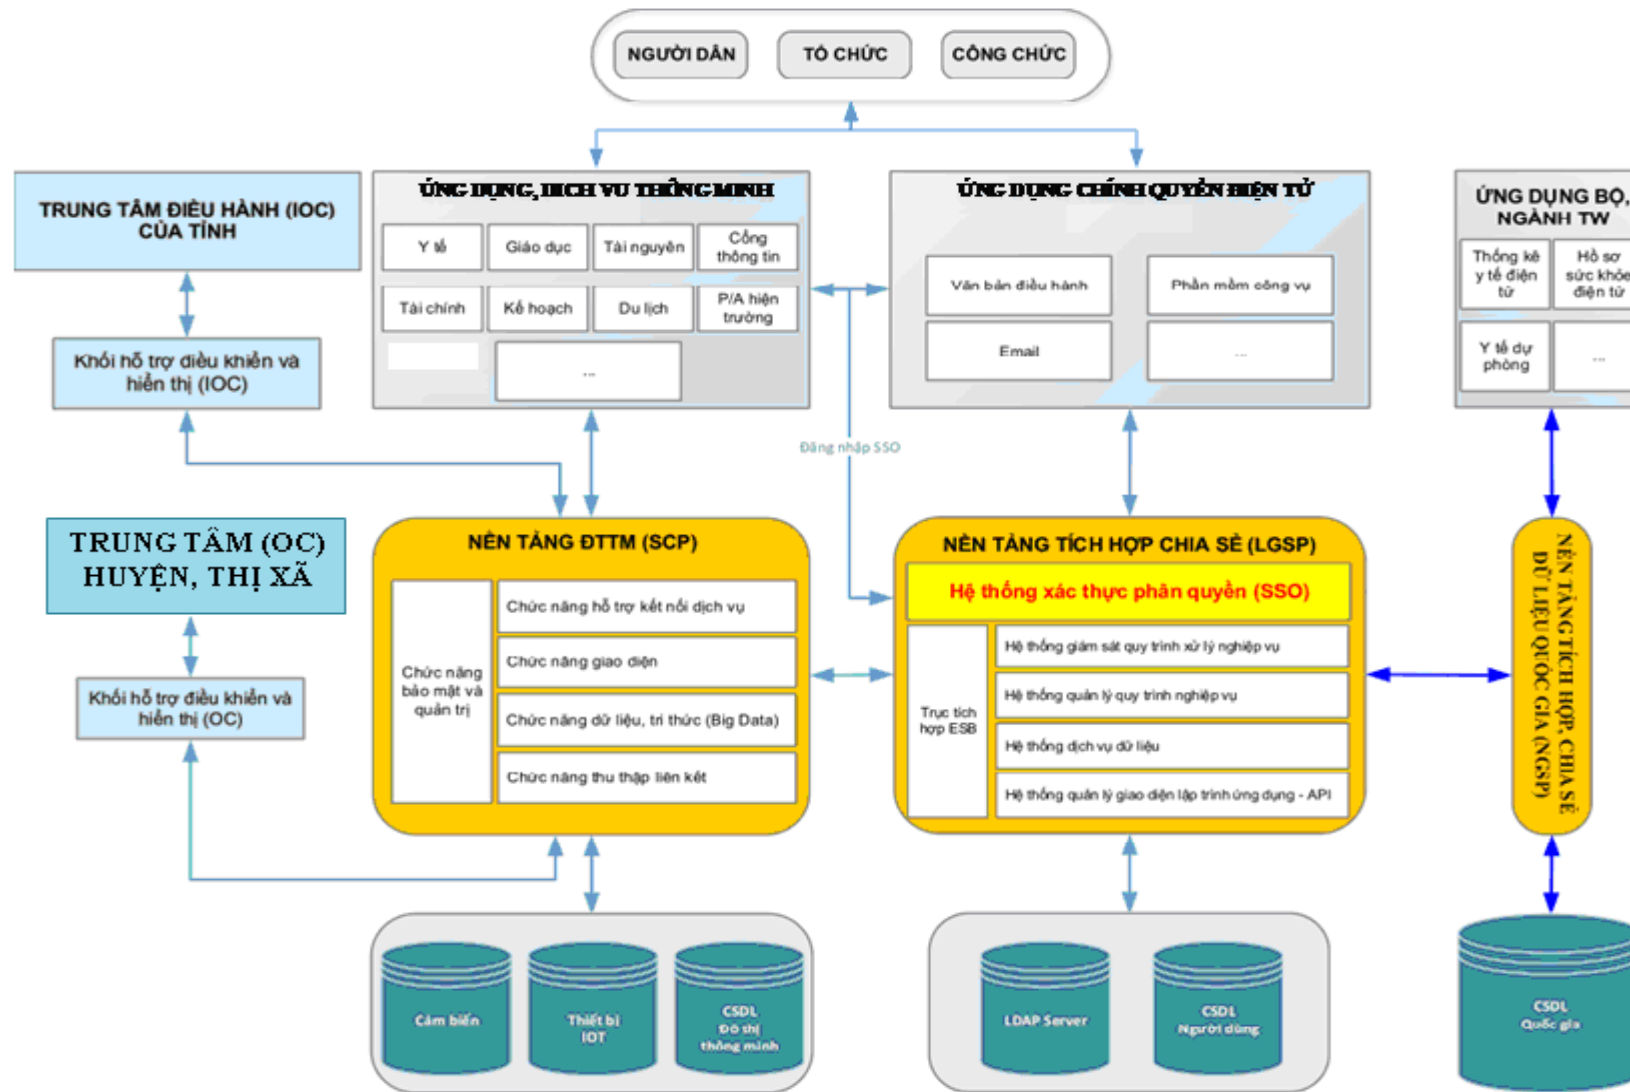 NGƯỜI DÂN
TỔ CHỨC
CÔNG CHỨC
TRUNG TÂM ĐIỀU HÀNH (IOC)
CỦA TỈNH
Khối hỗ trợ điều khiển và
hiển thị (IOC)
ỨNG DỤNG, DỊCH VỤ THÔNG MINH
Y tế
Giáo dục
Tài nguyên
Cổng
thông tin
Tài chính
Kế hoạch
Du lịch
P/A hiện
trường
...
ỨNG DỤNG CHÍNH QUYỀN ĐIỆN TỬ
Văn bản điều hành
Phần mềm công vụ
Email
...
ỨNG DỤNG BỘ,
NGÀNH TW
Thống kê
y tế điện
tử
Hồ sơ
sức khỏe
điện tử
Y tế dự
phòng
...
Đăng nhập SSO
TRUNG TÂM (OC)
HUYỆN, THỊ XÃ
Khối hỗ trợ điều khiển và
hiển thị (OC)
NỀN TẢNG ĐTTM (SCP)
Chức năng
bảo mật và
quản trị
Chức năng hỗ trợ kết nối dịch vụ
Chức năng giao diện
Chức năng dữ liệu, tri thức (Big Data)
Chức năng thu thập liên kết
NỀN TẢNG TÍCH HỢP CHIA SẺ (LGSP)
Hệ thống xác thực phân quyền (SSO)
Trục tích
hợp ESB
Hệ thống giám sát quy trình xử lý nghiệp vụ
Hệ thống quản lý quy trình nghiệp vụ
Hệ thống dịch vụ dữ liệu
Hệ thống quản lý giao diện lập trình ứng dụng - API
NỀN TẢNG TÍCH HỢP, CHIA SẺ
DỮ LIỆU QUỐC GIA (NGSP)
Cảm biến
Thiết bị
IOT
CSDL
Đô thị
thông minh
LDAP Server
CSDL
Người dùng
CSDL
Quốc gia